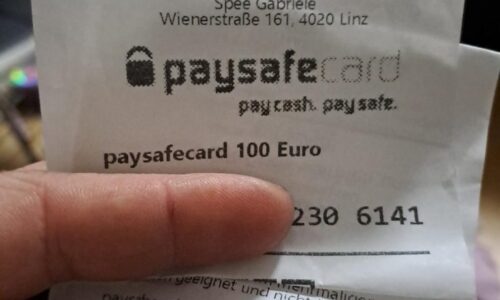 Spee Gabriele
Wienerstraße 161, 4020 Linz
paysafecard
pay cash. pay safe.
paysafecard 100 Euro
230 6141
geeignet und nicht
paysafe